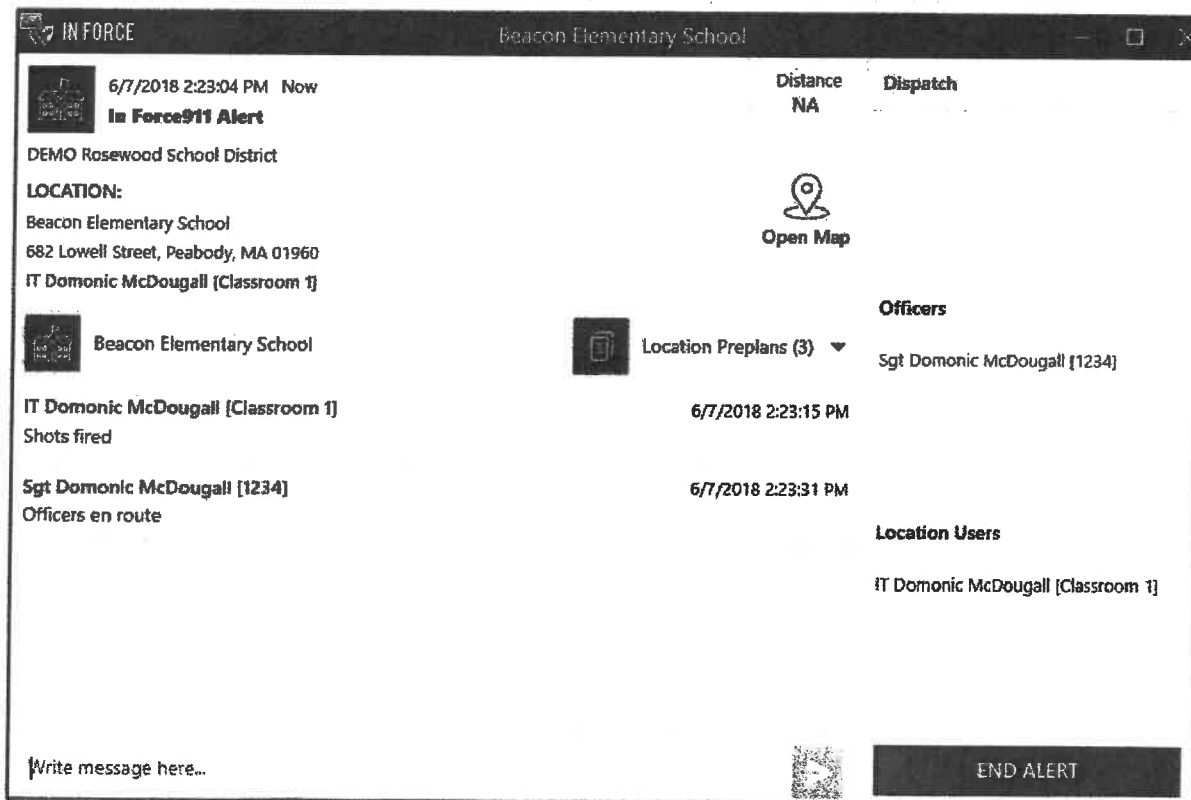 IN FORCE
Beacon Elementary School
6/7/2018 2:23:04 PM Now
In Force911 Alert
DEMO Rosewood School District
LOCATION:
Beacon Elementary School
682 Lowell Street, Peabody, MA 01960
IT Domonic McDougall [Classroom 1]
Distance
NA
Open Map
Beacon Elementary School
Location Preplans (3)
IT Domonic McDougall [Classroom 1]
6/7/2018 2:23:15 PM
Shots fired
Sgt Domonic McDougall [1234]
6/7/2018 2:23:31 PM
Officers en route
Write message here...
Dispatch
Officers
Sgt Domonic McDougall [1234]
Location Users
IT Domonic McDougall [Classroom 1]
END ALERT